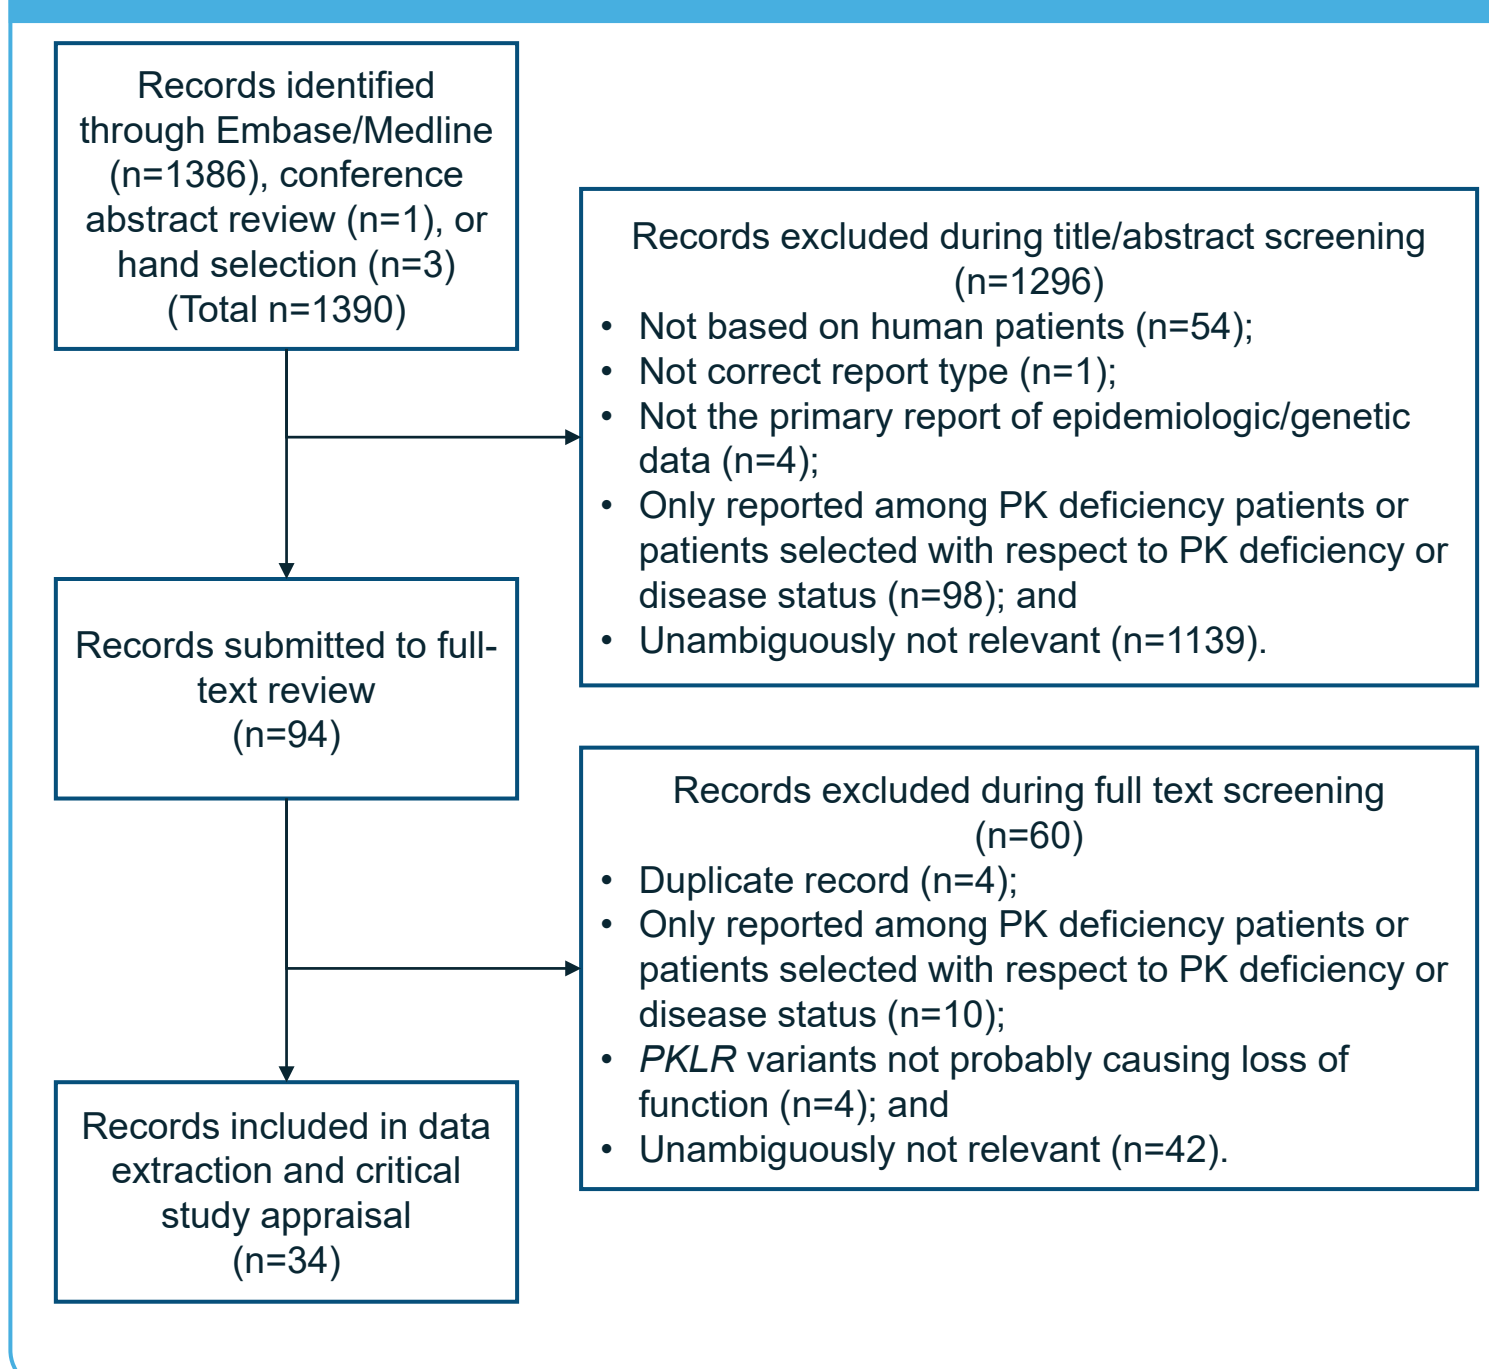 Records identified
through Embase/Medline
(n=1386), conference
abstract review (n=1), or
hand selection (n=3)
(Total n=1390)
Records excluded during title/abstract screening
(n=1296)
• Not based on human patients (n=54);
• Not correct report type (n=1);
• Not the primary report of epidemiologic/genetic
data (n=4);
• Only reported among PK deficiency patients or
patients selected with respect to PK deficiency or
disease status (n=98); and
• Unambiguously not relevant (n=1139).
Records submitted to full-
text review
(n=94)
Records excluded during full text screening
(n=60)
• Duplicate record (n=4);
• Only reported among PK deficiency patients or
patients selected with respect to PK deficiency or
disease status (n=10);
• PKLR variants not probably causing loss of
function (n=4); and
• Unambiguously not relevant (n=42).
Records included in data
extraction and critical
study appraisal
(n=34)